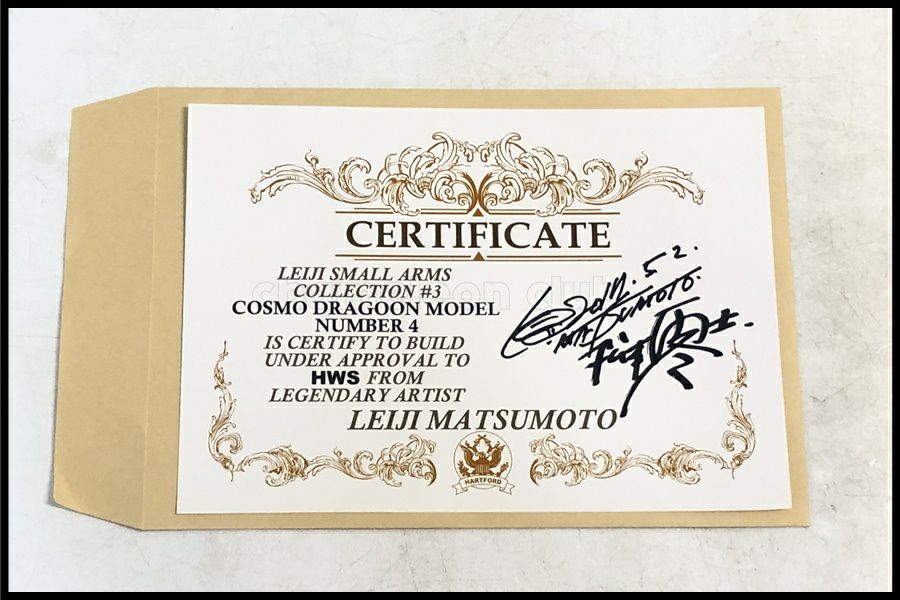 CERTIFICATE
LEIJI SMALL ARMS
COLLECTION #3
COSMO DRAGOON MODEL
NUMBER 4
IS CERTIFY TO BUILD
UNDER APPROVAL TO
HWS FROM
LEGENDARY ARTIST
LEIJI MATSUMOTO
HARTFORD
2017.5.2.